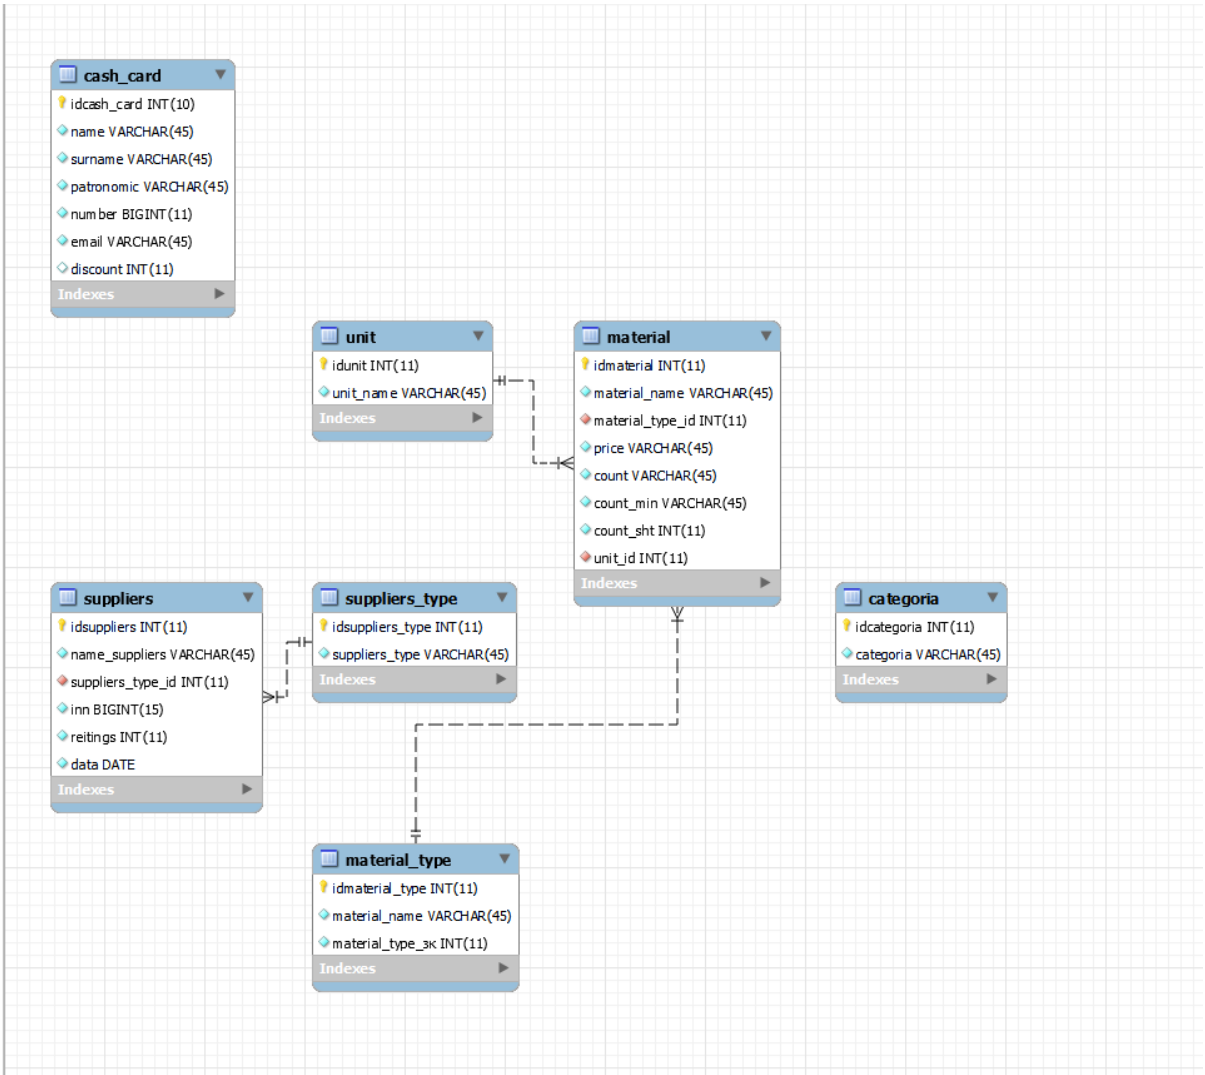 cash_card
idcash_card INT(10)
name VARCHAR(45)
surname VARCHAR(45)
patronomic VARCHAR(45)
number BIGINT(11)
email VARCHAR(45)
discount INT(11)
Indexes
unit
idunit INT(11)
unit_name VARCHAR(45)
Indexes
material
idmaterial INT(11)
material_name VARCHAR(45)
material_type_id INT(11)
price VARCHAR(45)
count VARCHAR(45)
count_min VARCHAR(45)
count_sht INT(11)
unit_id INT(11)
Indexes
suppliers
idsuppliers INT(11)
name_suppliers VARCHAR(45)
suppliers_type_id INT(11)
inn BIGINT(15)
reitings INT(11)
data DATE
Indexes
suppliers_type
idsuppliers_type INT(11)
suppliers_type VARCHAR(45)
Indexes
categoria
idcategoria INT(11)
categoria VARCHAR(45)
Indexes
material_type
idmaterial_type INT(11)
material_name VARCHAR(45)
material_type_зк INT(11)
Indexes